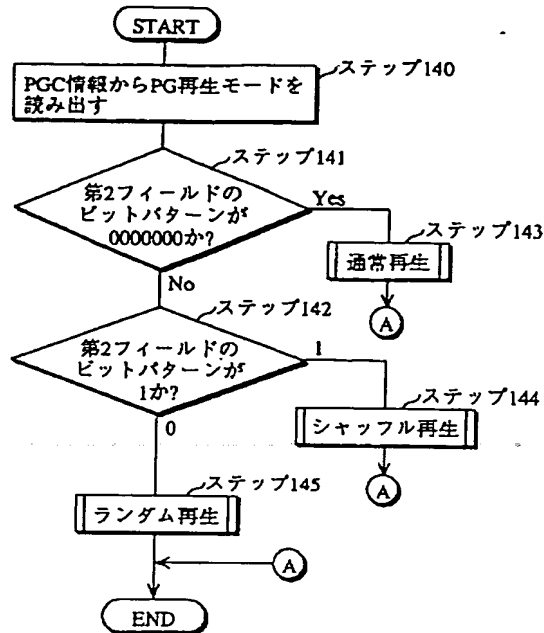 START
ステップ140
PGC情報からPG再生モードを
読み出す
ステップ141
第2フィールドの
ビットパターンが
0000000か?
Yes
ステップ143
通常再生
A
No
ステップ142
第2フィールドの
ビットパターンが
1か?
1
ステップ144
シャッフル再生
A
0
ステップ145
ランダム再生
A
END